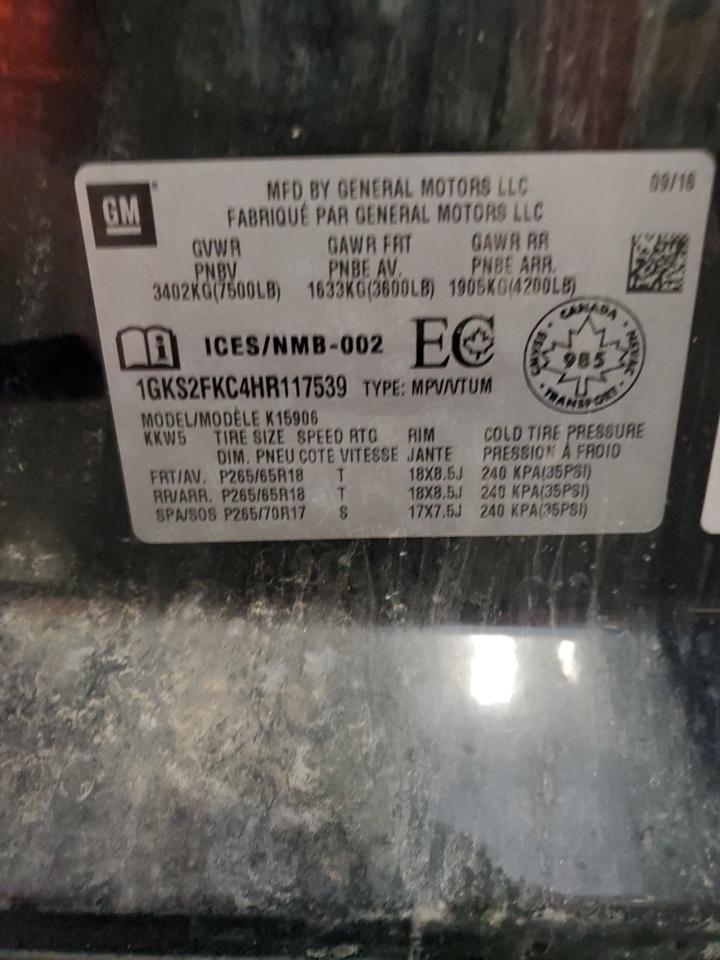 GM
MFD BY GENERAL MOTORS LLC
09/16
FABRIQUÉ PAR GENERAL MOTORS LLC
GVWR GAWR FRT GAWR RR
PNBV PNBE AV. PNBE ARR.
3402KG(7500LB) 1633KG(3600LB) 1905KG(4200LB)
i ICES/NMB-002 EC
CANADA
985
TRANSPORT
1GKS2FKC4HR117539 TYPE: MPV/VTUM
MODEL/MODÈLE K15906
KKW5 TIRE SIZE SPEED RTG RIM COLD TIRE PRESSURE
DIM. PNEU COTE VITESSE JANTE PRESSION À FROID
FRT/AV. P265/65R18 T 18X8.5J 240 KPA(35PSI)
RR/ARR. P265/65R18 T 18X8.5J 240 KPA(35PSI)
SPA/SOS P265/70R17 S 17X7.5J 240 KPA(35PSI)